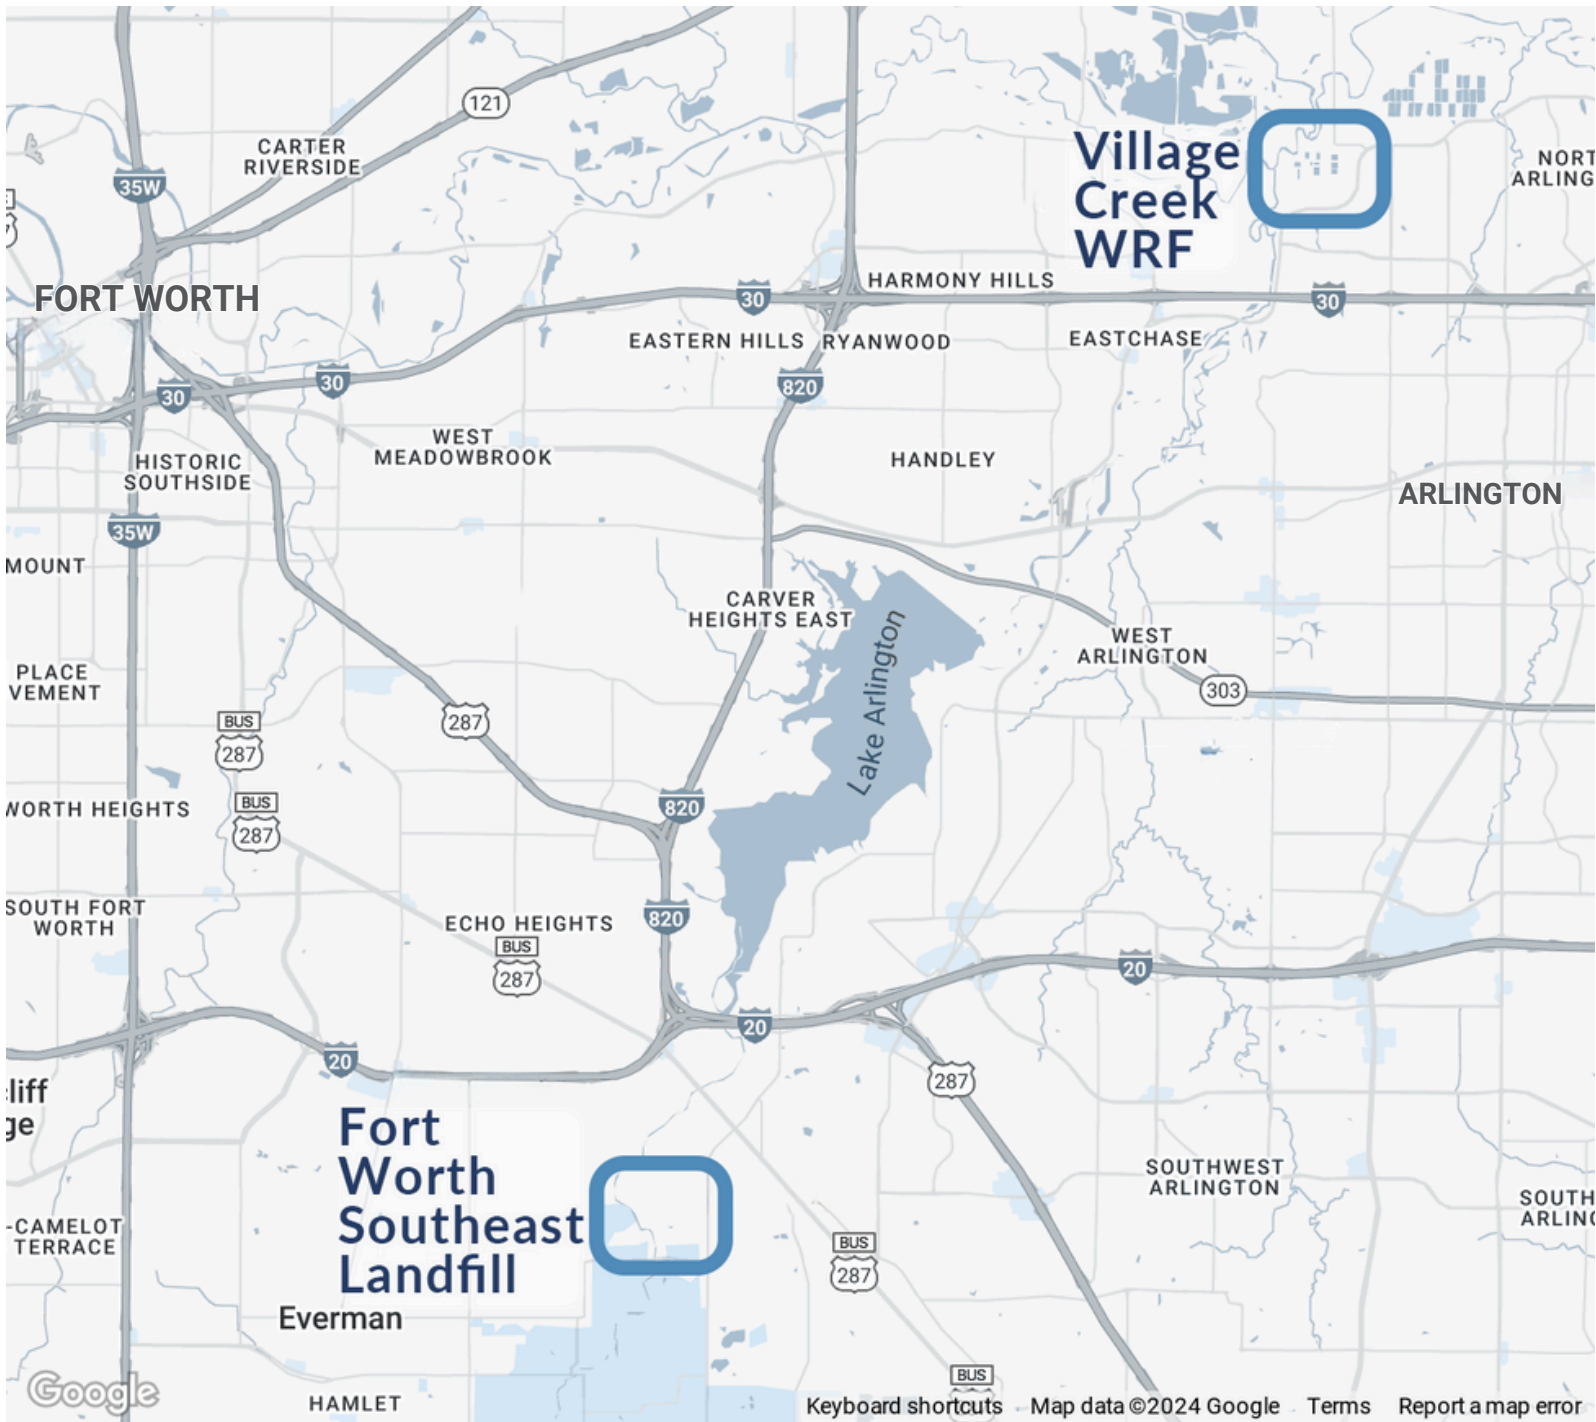 121
CARTER
RIVERSIDE
35W
Village
Creek
WRF
NORT
ARLING
FORT WORTH
30
HARMONY HILLS
30
EASTERN HILLS
RYANWOOD
EASTCHASE
30
30
820
WEST
MEADOWBROOK
HANDLEY
HISTORIC
SOUTHSIDE
ARLINGTON
35W
MOUNT
CARVER
HEIGHTS EAST
Lake Arlington
WEST
ARLINGTON
PLACE
VEMENT
303
BUS
287
287
820
WORTH HEIGHTS
BUS
287
SOUTH FORT
WORTH
820
ECHO HEIGHTS
BUS
287
20
20
20
liff
ge
287
Fort
Worth
Southeast
Landfill
SOUTHWEST
ARLINGTON
SOUTH
ARLING
-CAMELOT
TERRACE
BUS
287
Everman
BUS
HAMLET
Google
Keyboard shortcuts
Map data ©2024 Google
Terms
Report a map error